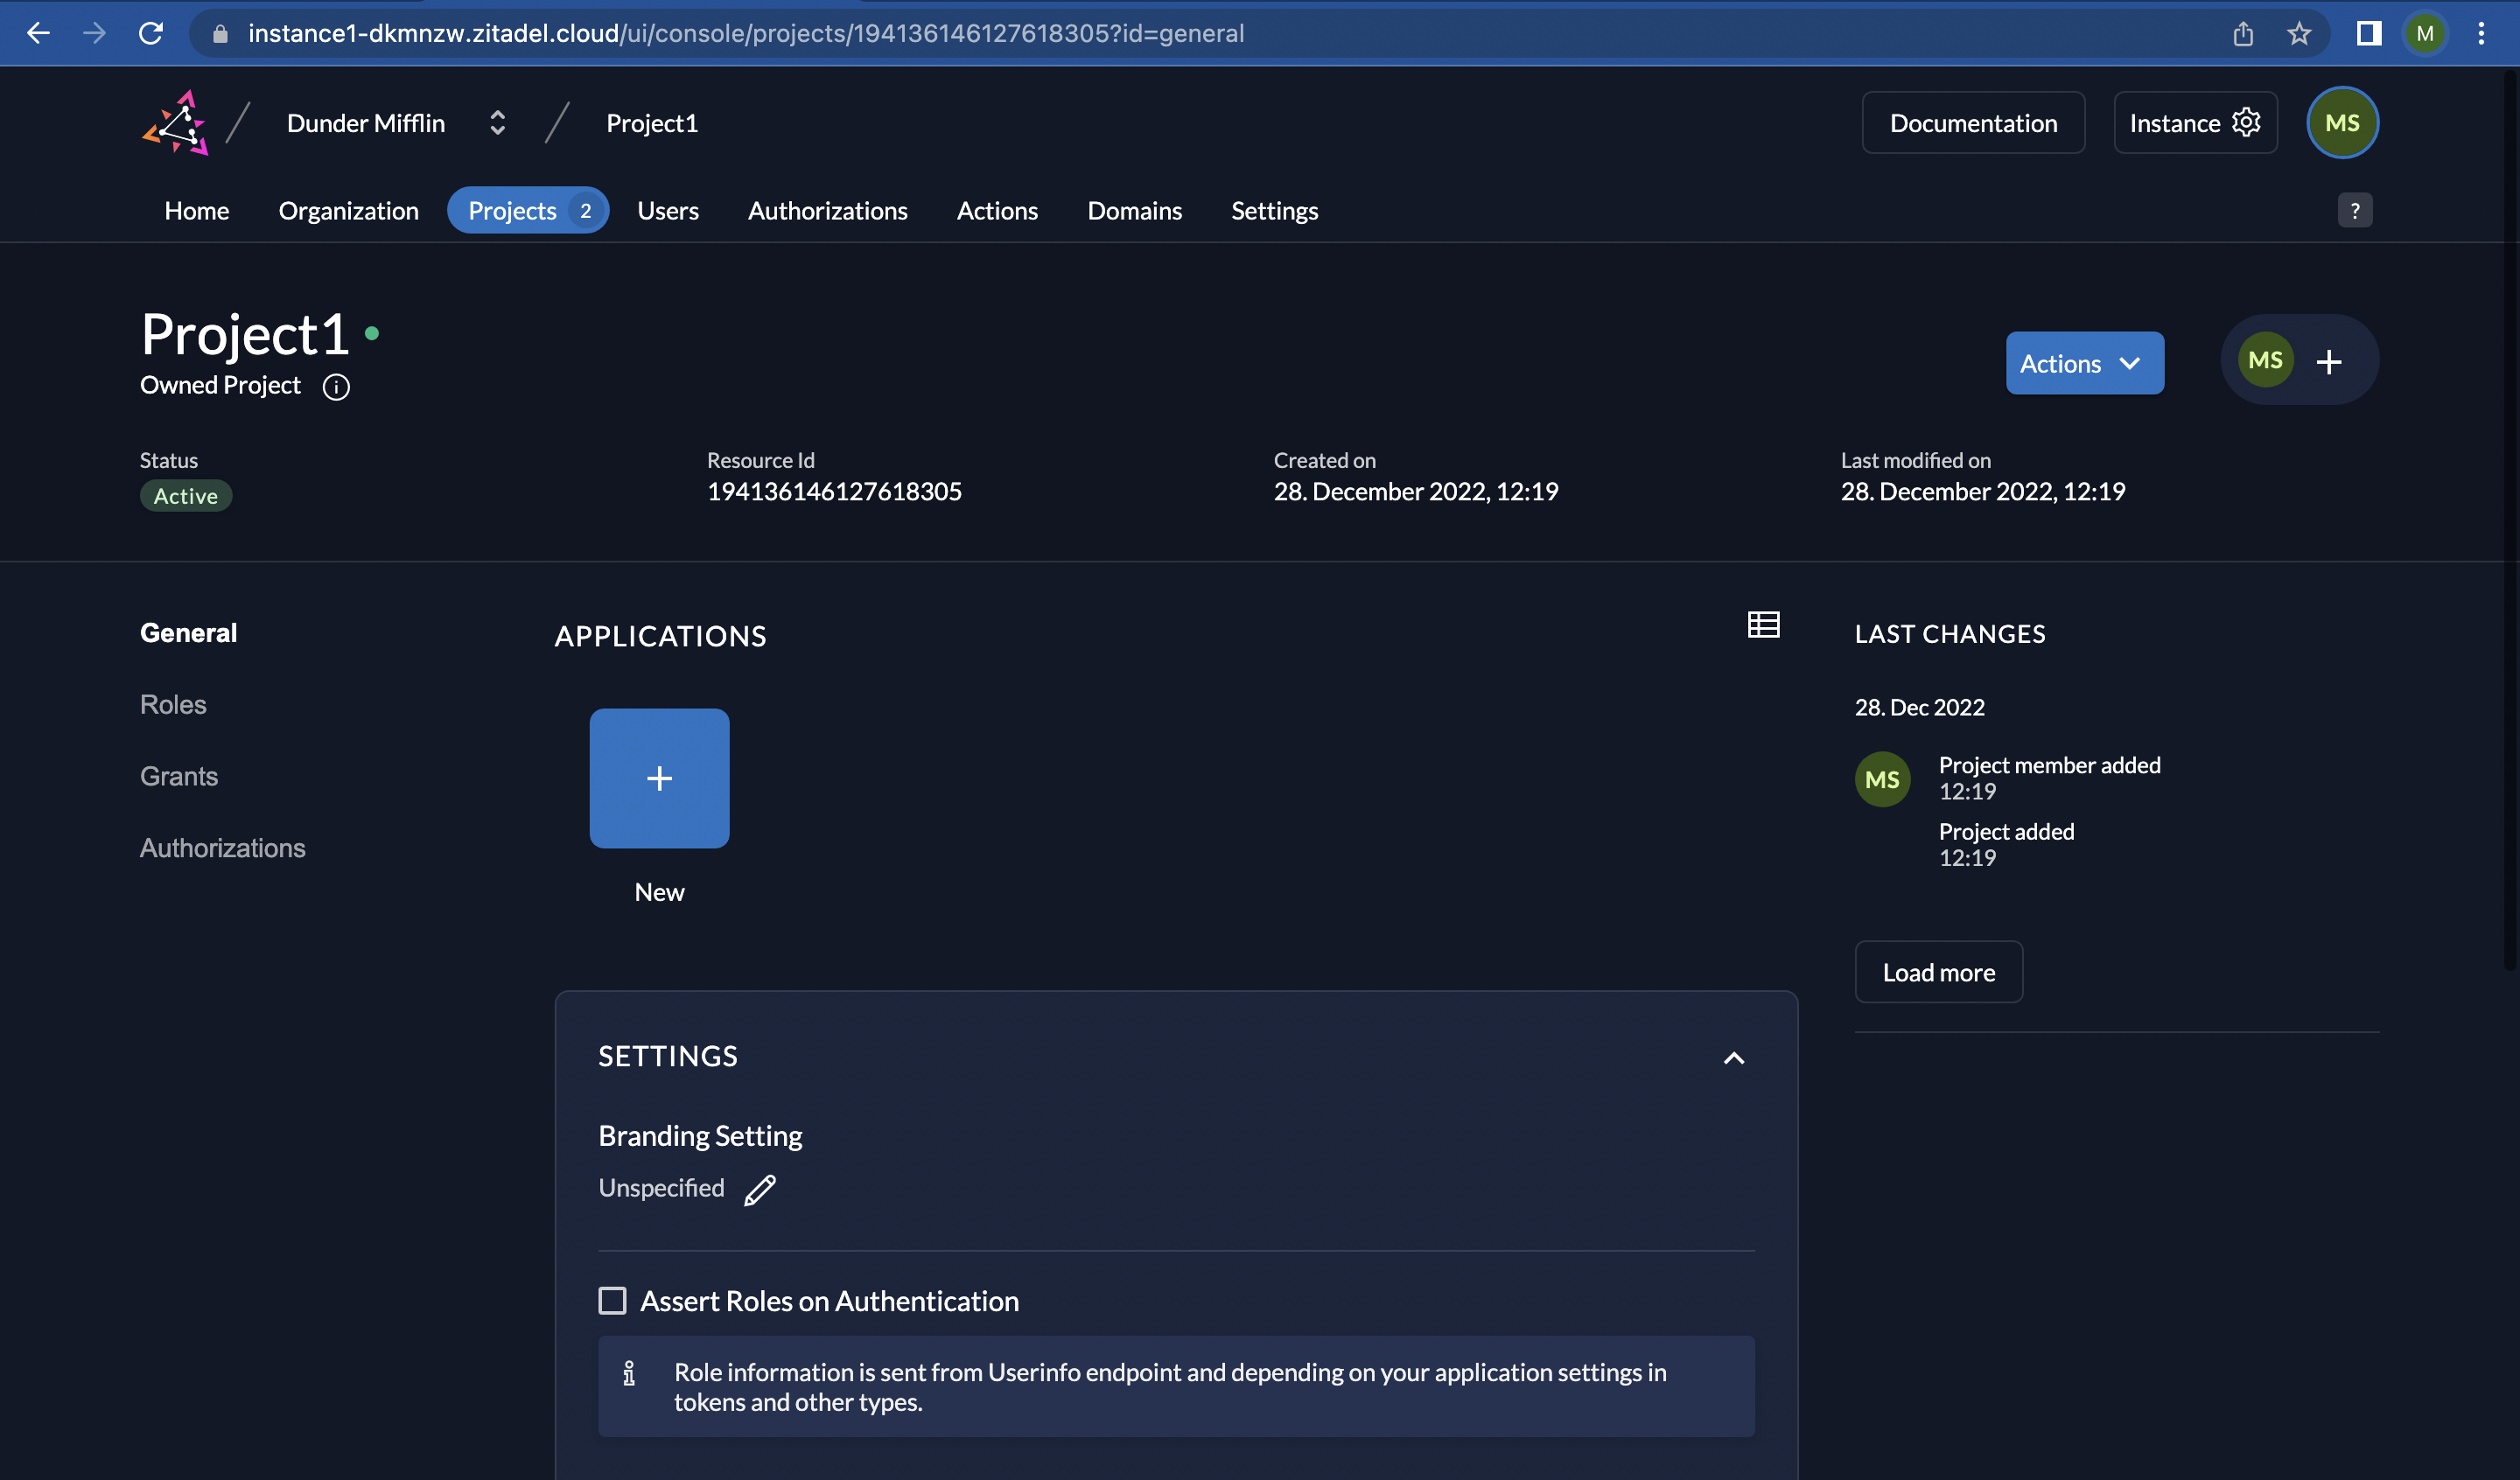 instance1-dkmnzw.zitadel.cloud/ui/console/projects/194136146127618305?id=general
M
Dunder Mifflin
Project1
Documentation
Instance
MS
Home
Organization
Projects 2
Users
Authorizations
Actions
Domains
Settings
?
Project1
Owned Project
Actions
MS
Status
Active
Resource Id
194136146127618305
Created on
28. December 2022, 12:19
Last modified on
28. December 2022, 12:19
General
Roles
Grants
Authorizations
APPLICATIONS
New
SETTINGS
Branding Setting
Unspecified
Assert Roles on Authentication
Role information is sent from Userinfo endpoint and depending on your application settings in
tokens and other types.
LAST CHANGES
28. Dec 2022
MS
Project member added
12:19
Project added
12:19
Load more